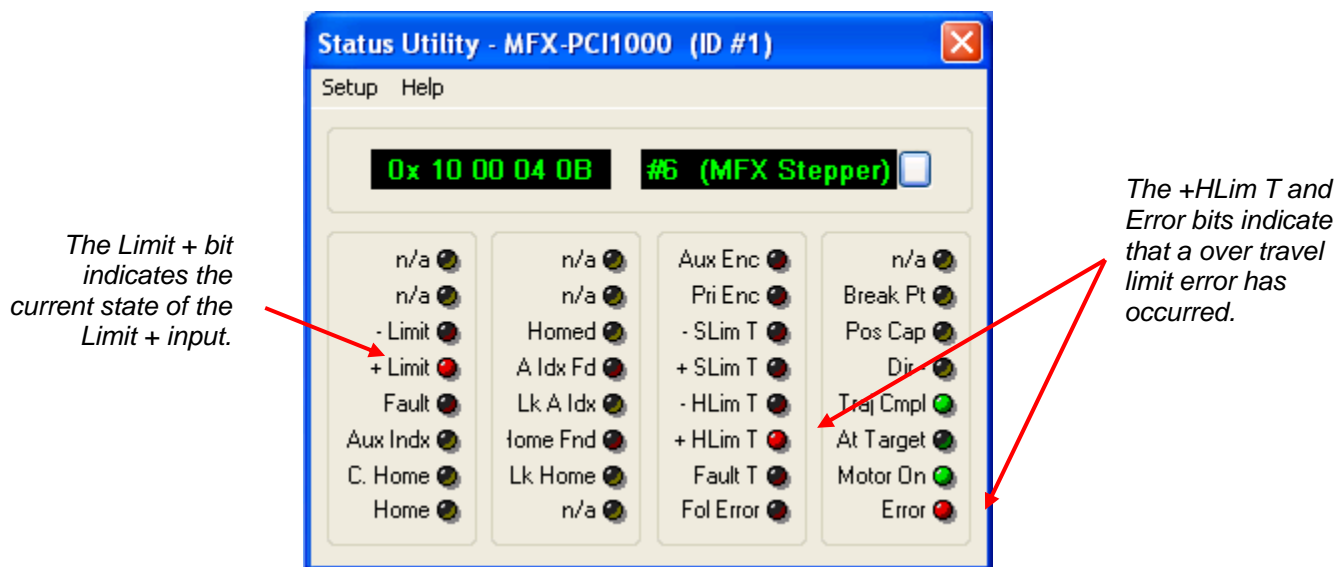 Status Utility - MFX-PCI1000 (ID #1)
Setup Help
0x 10 00 04 0B
#6 (MFX Stepper)
The Limit + bit
indicates the
current state of the
Limit + input.
n/a
n/a
- Limit
+ Limit
Fault
Aux Indx
C. Home
Home
n/a
n/a
Homed
A Idx Fd
Lk A Idx
Home Fnd
Lk Home
n/a
Aux Enc
Pri Enc
- SLim T
+ SLim T
- HLim T
+ HLim T
Fault T
Fol Error
n/a
Break Pt
Pos Cap
Dir -
Traj Cmpl
At Target
Motor On
Error
The +HLim T and
Error bits indicate
that a over travel
limit error has
occurred.